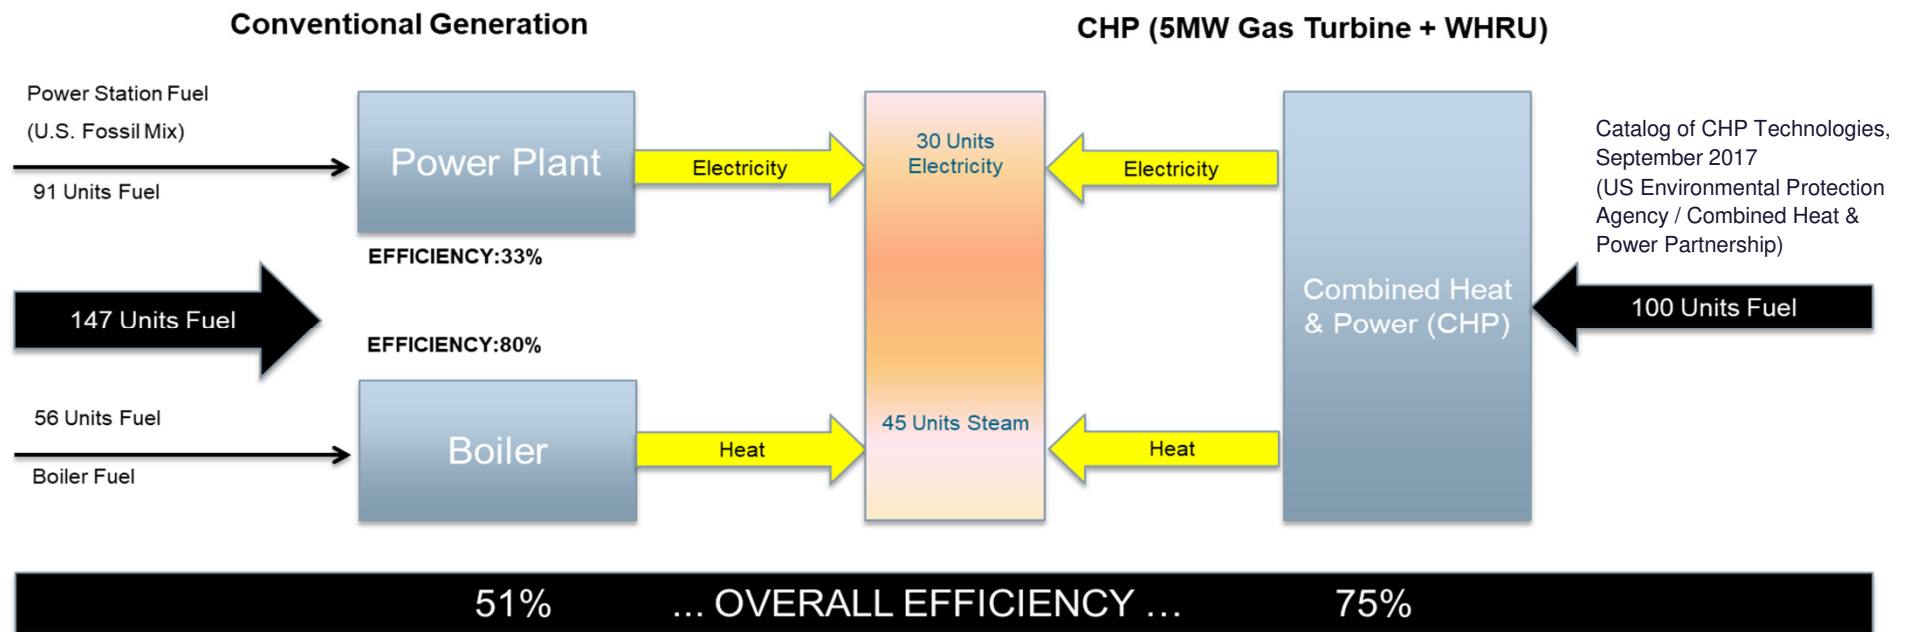 Conventional Generation
CHP (5MW Gas Turbine + WHRU)
Power Station Fuel
(U.S. Fossil Mix)
91 Units Fuel
Power Plant
Electricity
30 Units
Electricity
Electricity
Catalog of CHP Technologies,
September 2017
(US Environmental Protection
Agency / Combined Heat &
Power Partnership)
EFFICIENCY:33%
147 Units Fuel
Combined Heat
& Power (CHP)
100 Units Fuel
EFFICIENCY:80%
56 Units Fuel
Boiler Fuel
Boiler
Heat
45 Units Steam
Heat
51% ... OVERALL EFFICIENCY ... 75%